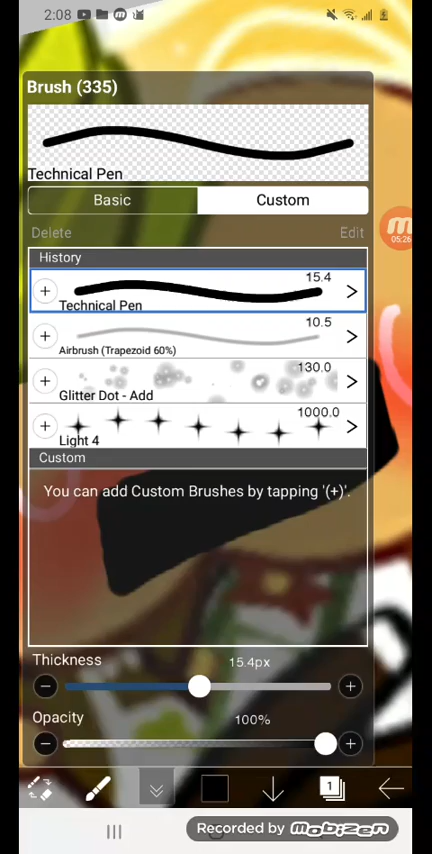 2:08
Brush (335)
Technical Pen
Basic
Custom
Delete
Edit
History
15.4
Technical Pen
10.5
Airbrush (Trapezoid 60%)
130.0
Glitter Dot - Add
1000.0
Light 4
Custom
You can add Custom Brushes by tapping '(+)'.
05:26
Thickness
15.4px
Opacity
100%
1
Recorded by mobizen